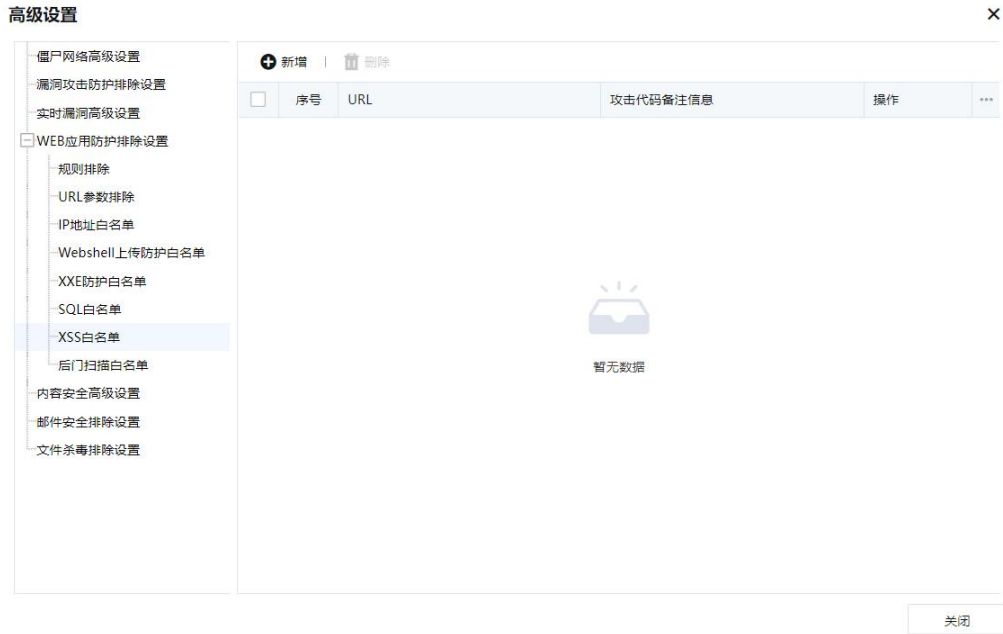 高级设置
僵尸网络高级设置
漏洞攻击防护排除设置
实时漏洞高级设置
WEB应用防护排除设置
规则排除
URL参数排除
IP地址白名单
Webshell上传防护白名单
XXE防护白名单
SQL白名单
XSS白名单
后门扫描白名单
内容安全高级设置
邮件安全排除设置
文件杀毒排除设置
新增 删除
序号 URL 攻击代码备注信息 操作
暂无数据
关闭